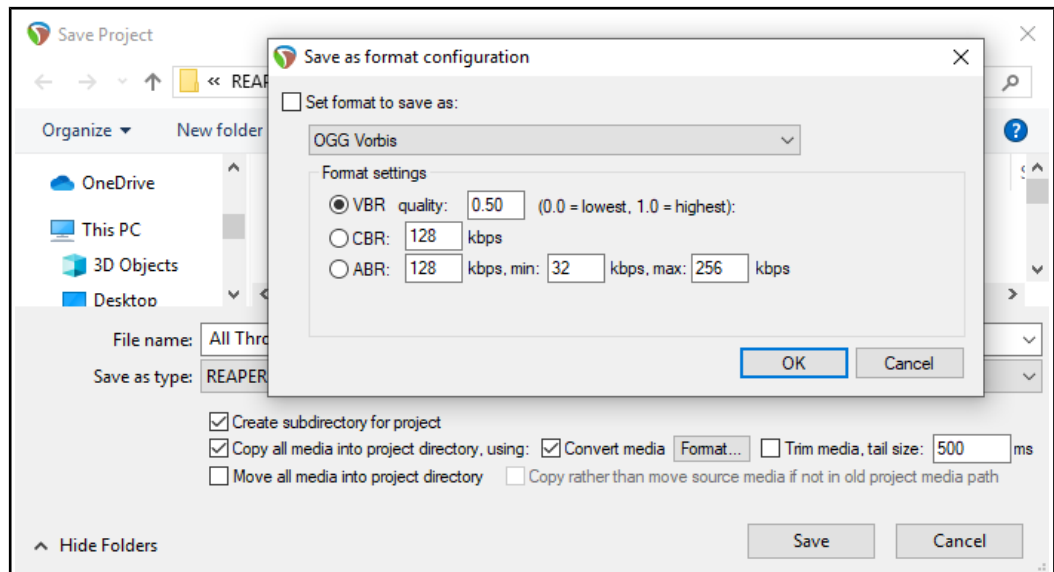 Save Project
Save as format configuration
« REAP
Set format to save as:
Organize New folder
OGG Vorbis
Format settings
OneDrive
VBR quality: 0.50 (0.0 = lowest, 1.0 = highest):
This PC
CBR: 128 kbps
3D Objects
ABR: 128 kbps, min: 32 kbps, max: 256 kbps
Desktop
File name: All Thro
OK Cancel
Save as type: REAPER
Create subdirectory for project
Copy all media into project directory, using: Convert media Format... Trim media, tail size: 500 ms
Move all media into project directory Copy rather than move source media if not in old project media path
Hide Folders Save Cancel